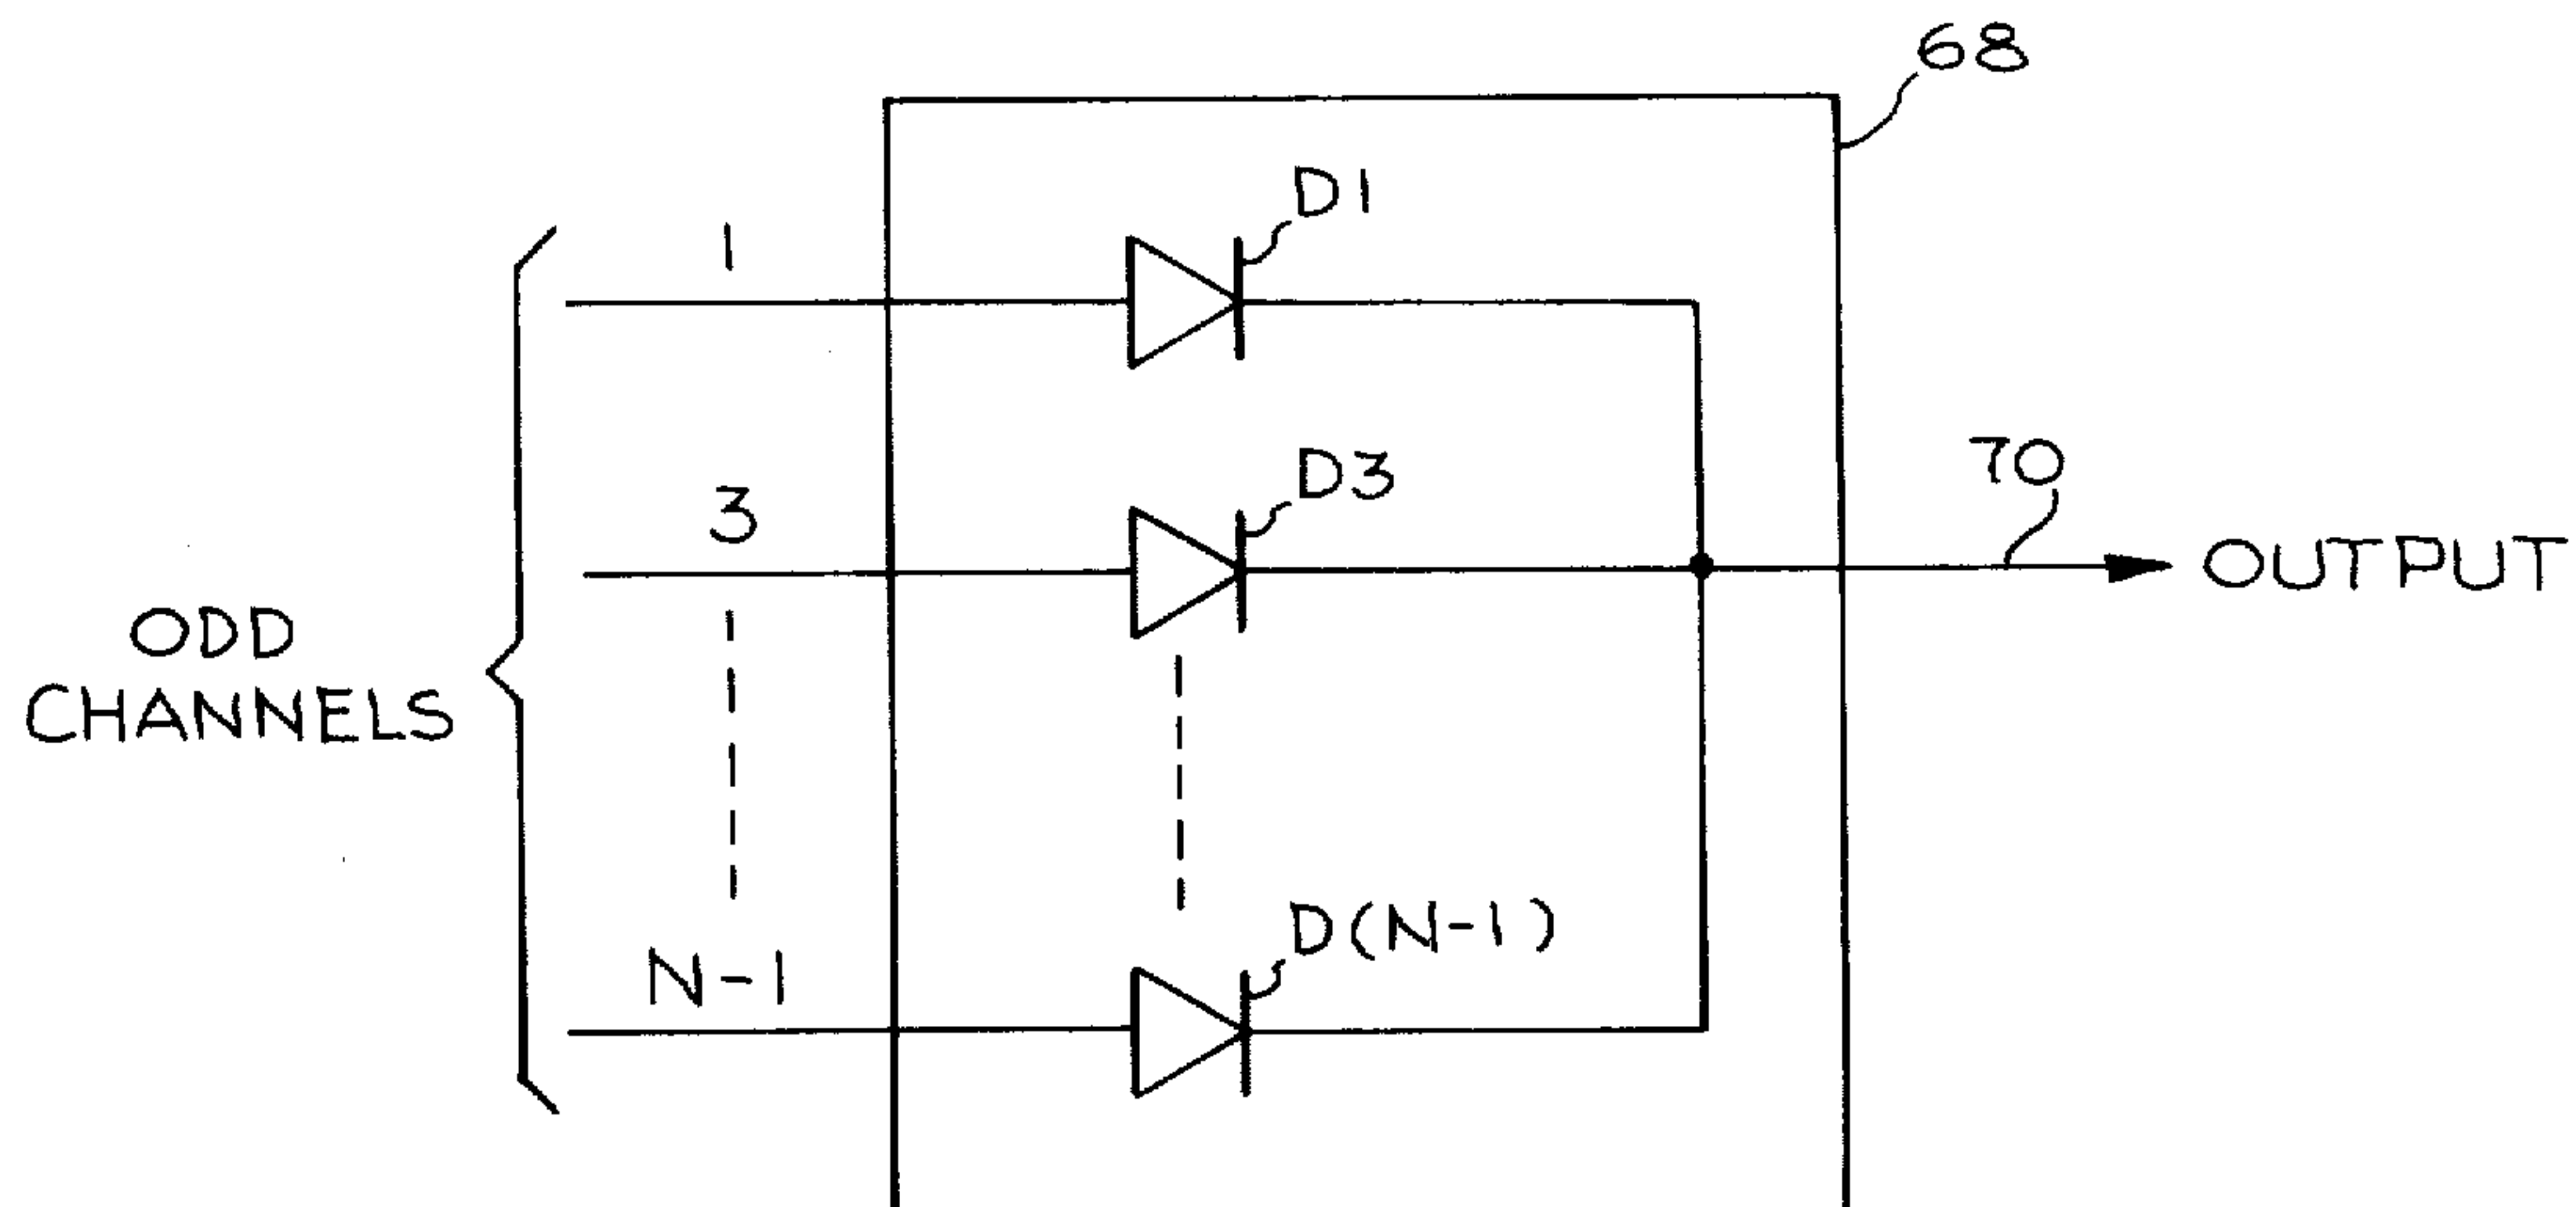 68
D1
1
D3
3
70
OUTPUT
ODD
CHANNELS
D(N-1)
N-1